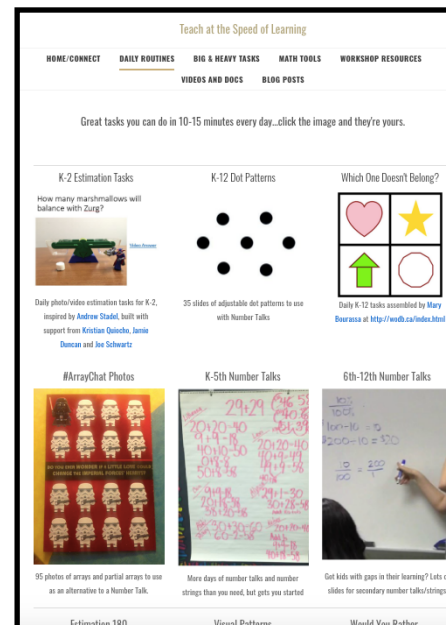 Teach at the Speed of Learning
HOME/CONNECT DAILY ROUTINES BIG & HEAVY TASKS MATH TOOLS WORKSHOP RESOURCES
VIDEOS AND DOCS BLOG POSTS
Great tasks you can do in 10-15 minutes every day...click the image and they're yours.
K-2 Estimation Tasks
How many marshmallows will
balance with Zurg?
Video Answer
Daily photo/video estimation tasks for K-2,
inspired by Andrew Stadel, built with
support from Kristian Quiocho, Jamie
Duncan and Joe Schwartz
K-12 Dot Patterns
35 slides of adjustable dot patterns to use
with Number Talks
Which One Doesn't Belong?
Daily K-12 tasks assembled by Mary
Bourassa at http://wodb.ca/index.html
#ArrayChat Photos
95 photos of arrays and partial arrays to use
as an alternative to a Number Talk.
K-5th Number Talks
29+29
20+20=40
More days of number talks and number
strings than you need, but gets you started
6th-12th Number Talks
Got kids with gaps in their learning? Lots
slides for secondary number talks/strings
Estimation 180
Visual Patterns
Would You Rather